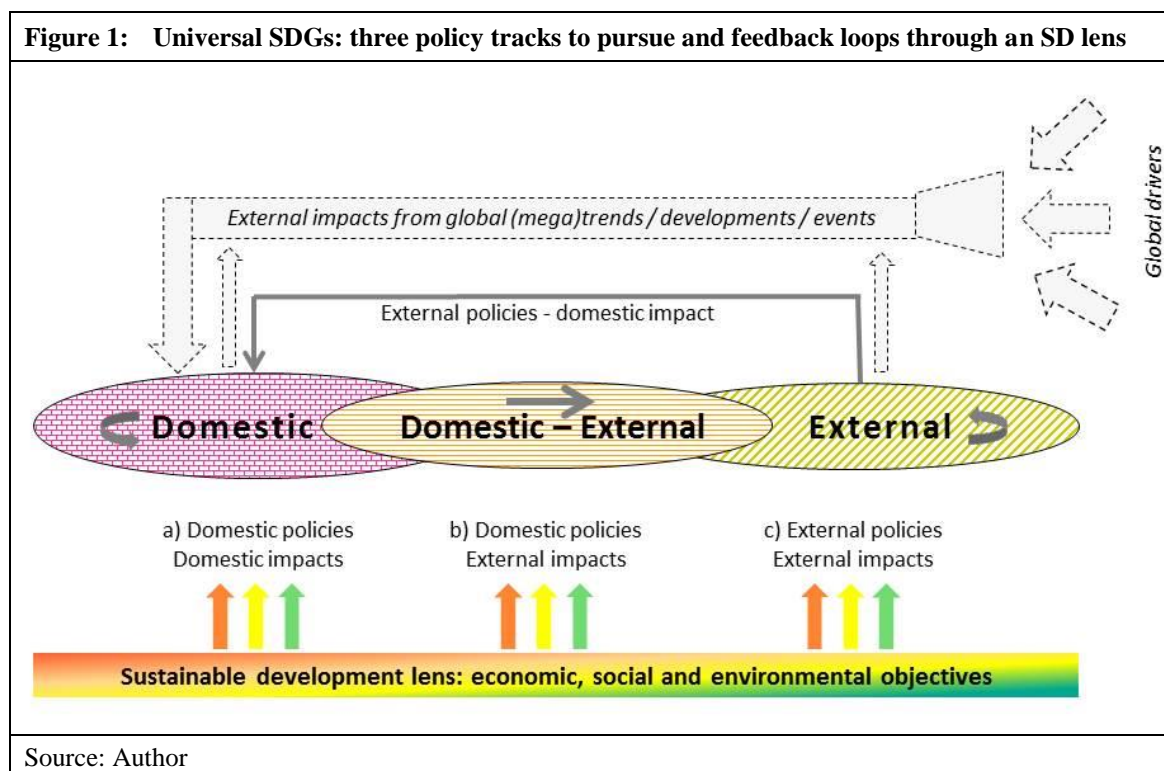 Figure 1: Universal SDGs: three policy tracks to pursue and feedback loops through an SD lens
Global drivers
External impacts from global (mega)trends / developments / events
External policies - domestic impact
Domestic
Domestic – External
External
a) Domestic policies
Domestic impacts
b) Domestic policies
External impacts
c) External policies
External impacts
Sustainable development lens: economic, social and environmental objectives
Source: Author